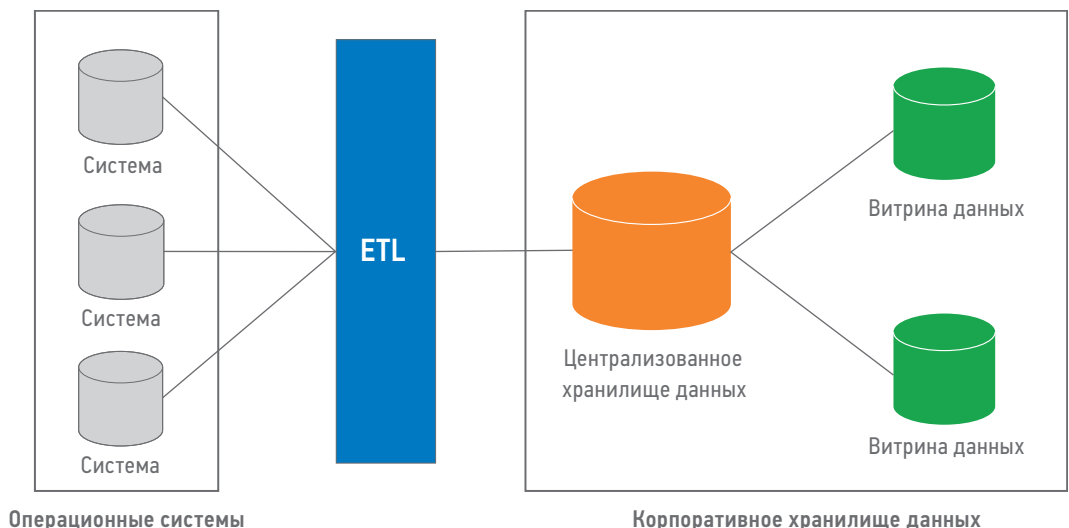 Система
Система
Система
Операционные системы
ETL
Централизованное
хранилище данных
Витрина данных
Витрина данных
Корпоративное хранилище данных